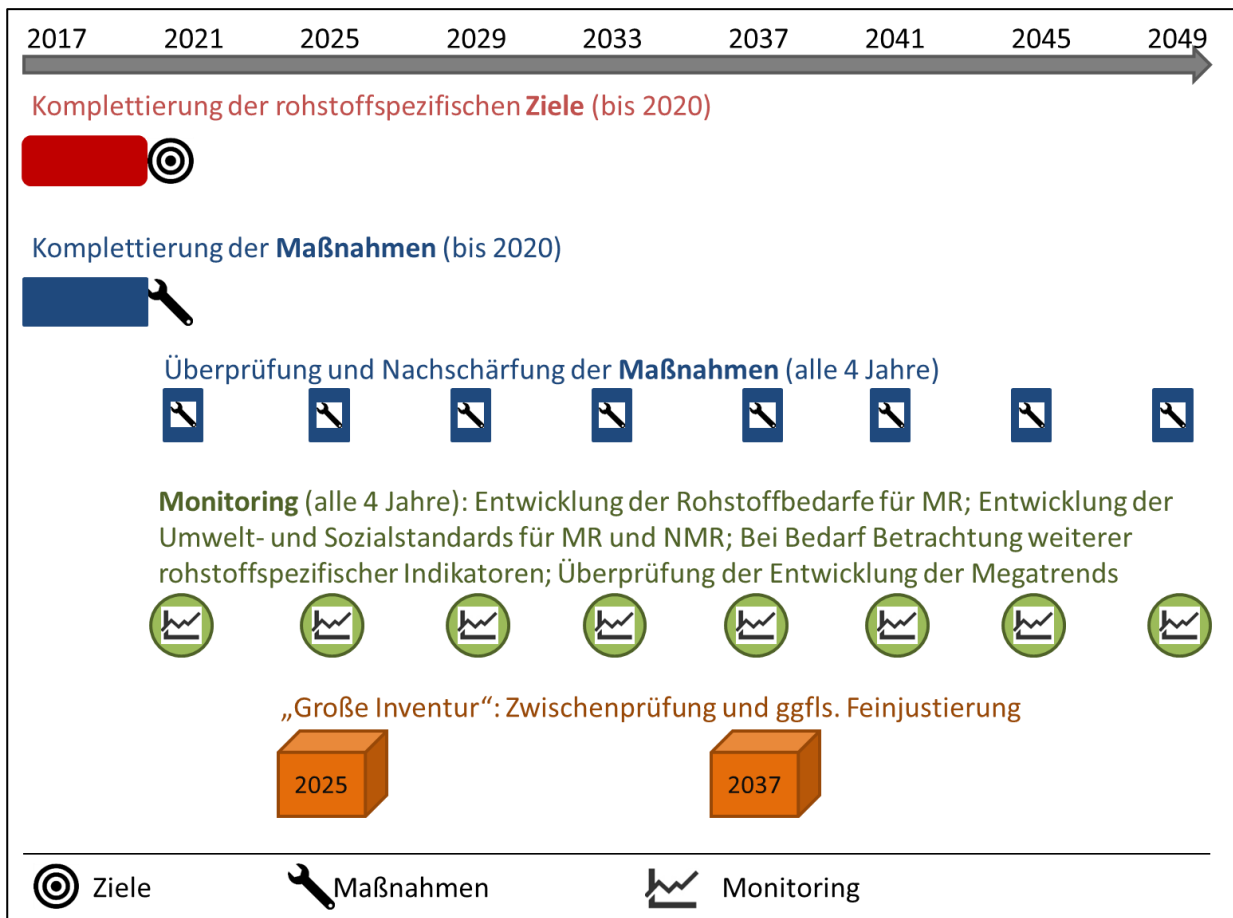 2017 2021 2025 2029 2033 2037 2041 2045 2049
Komplettierung der rohstoffspezifischen Ziele (bis 2020)
Komplettierung der Maßnahmen (bis 2020)
Überprüfung und Nachschärfung der Maßnahmen (alle 4 Jahre)
Monitoring (alle 4 Jahre): Entwicklung der Rohstoffbedarfe für MR; Entwicklung der
Umwelt- und Sozialstandards für MR und NMR; Bei Bedarf Betrachtung weiterer
rohstoffspezifischer Indikatoren; Überprüfung der Entwicklung der Megatrends
„Große Inventur“: Zwischenprüfung und ggfls. Feinjustierung
2025 2037
Ziele Maßnahmen Monitoring